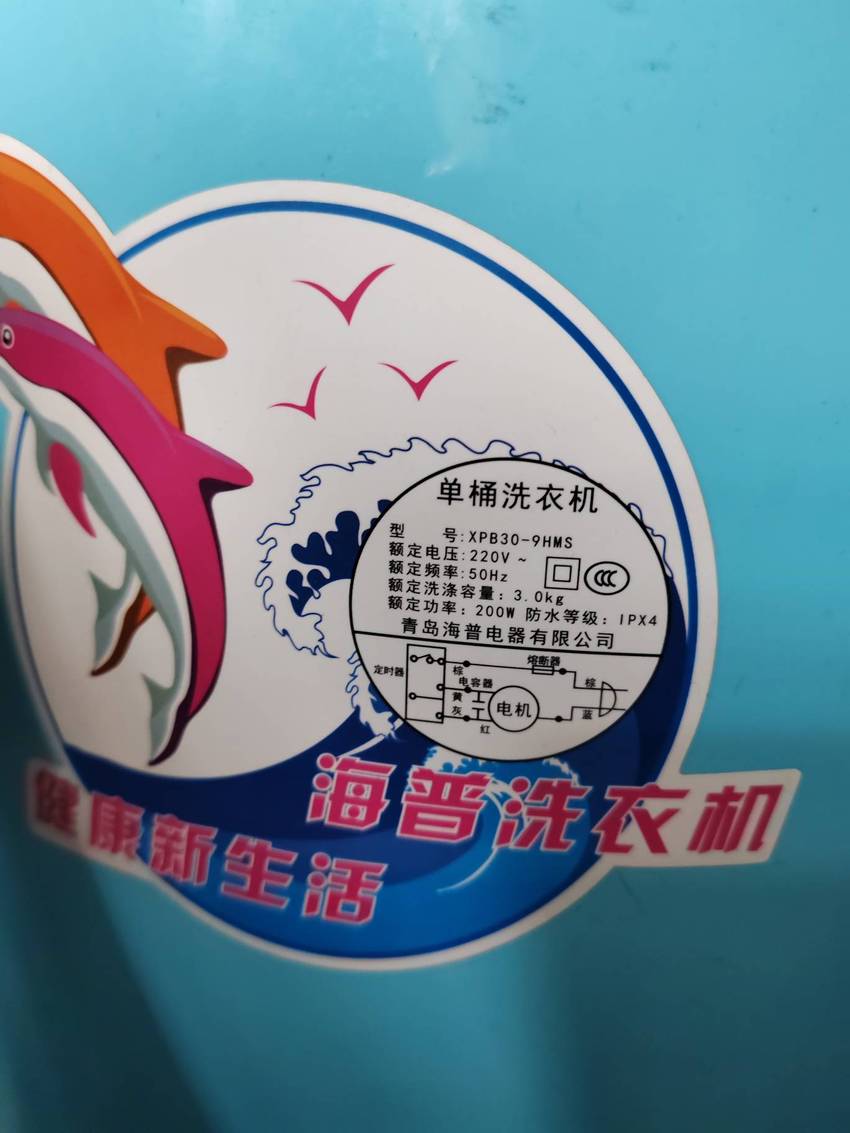 单桶洗衣机
型 号:XPB30-9HMS
额定电压:220V ~
额定频率:50Hz
额定洗涤容量: 3.0kg
额定功率: 200W 防水等级: IPX4
青岛海普电器有限公司
定时器
棕
熔断器
电容器
黄
灰
红
电机
棕
蓝
海普洗衣机
健康新生活